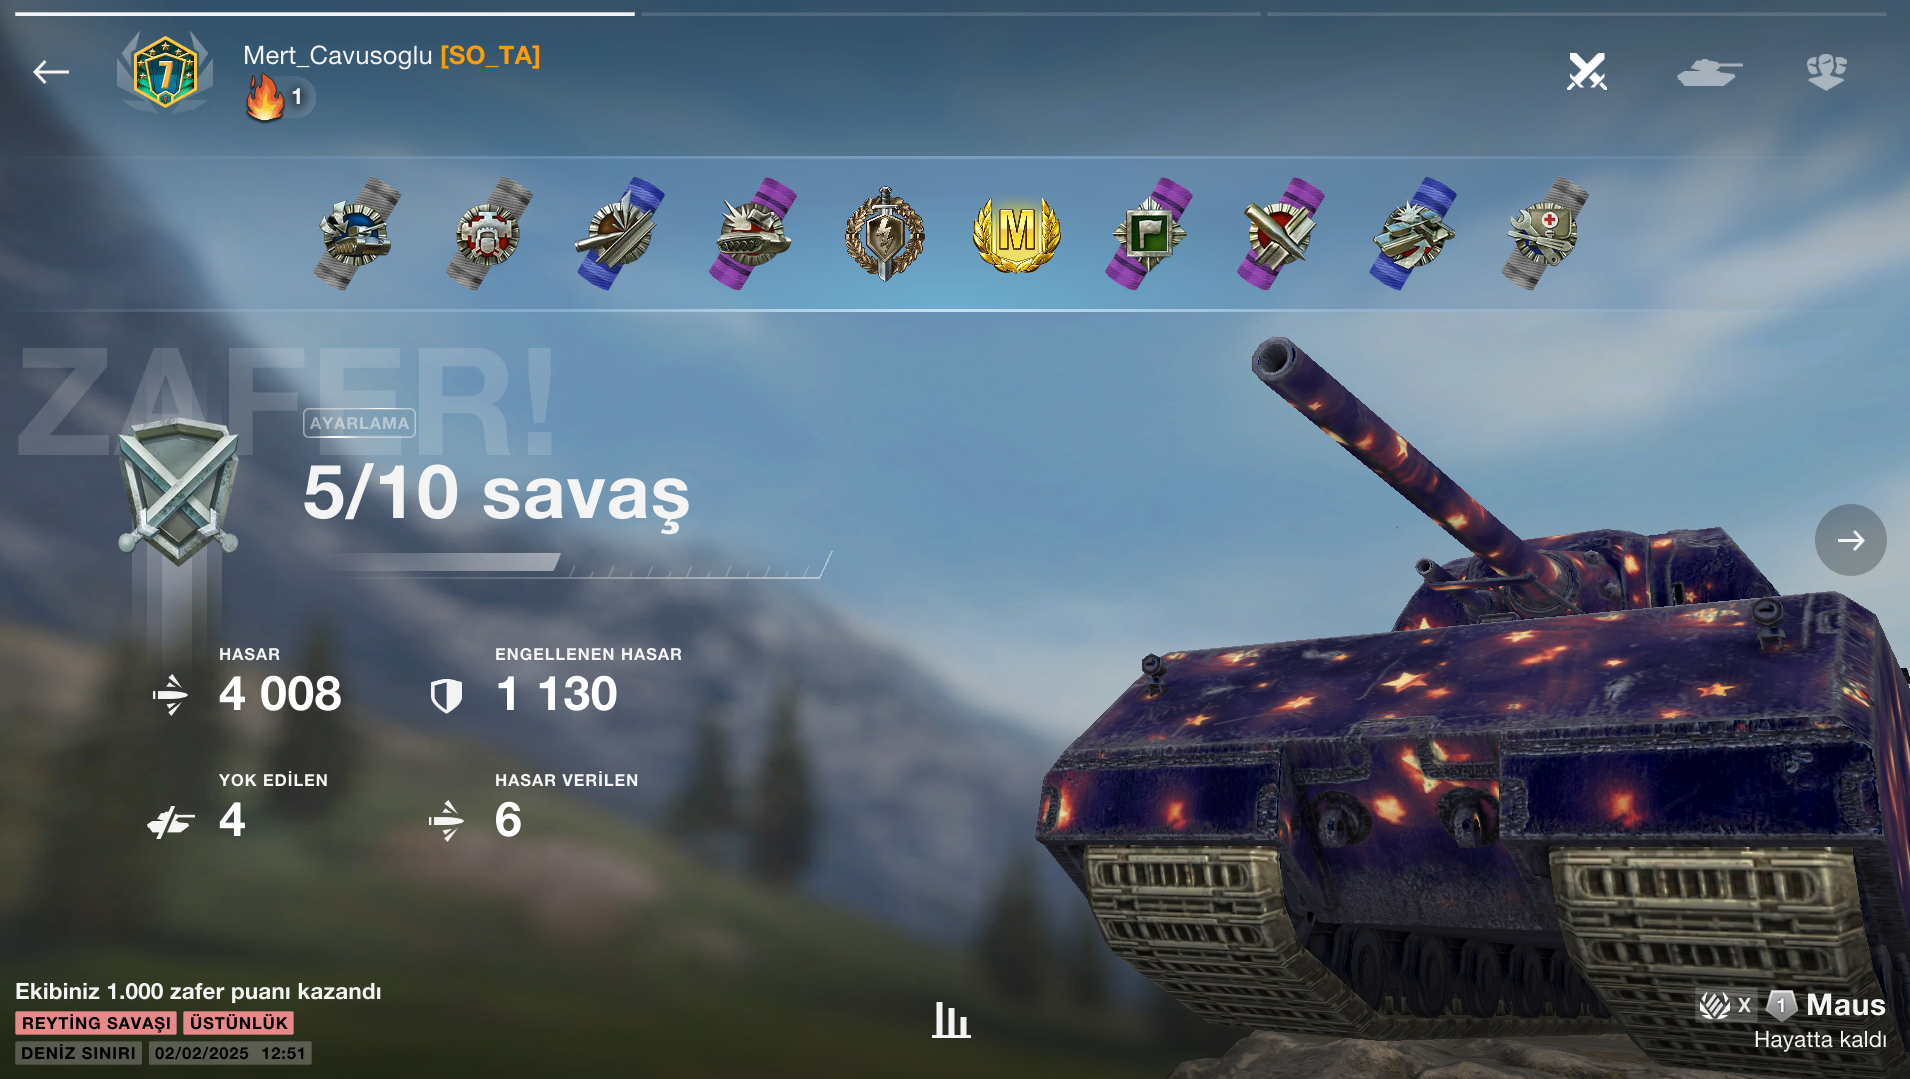 7
Mert_Cavusoglu [SO_TA]
1
M
ZAFER!
AYARLAMA
5/10 savaş
HASAR
4 008
ENGELLENEN HASAR
1 130
YOK EDİLEN
4
HASAR VERİLEN
6
Ekibiniz 1.000 zafer puanı kazandı
REYTİNG SAVAŞI ÜSTÜNLÜK
DENİZ SINIRI 02/02/2025 12:51
X 1 Maus
Hayatta kaldı